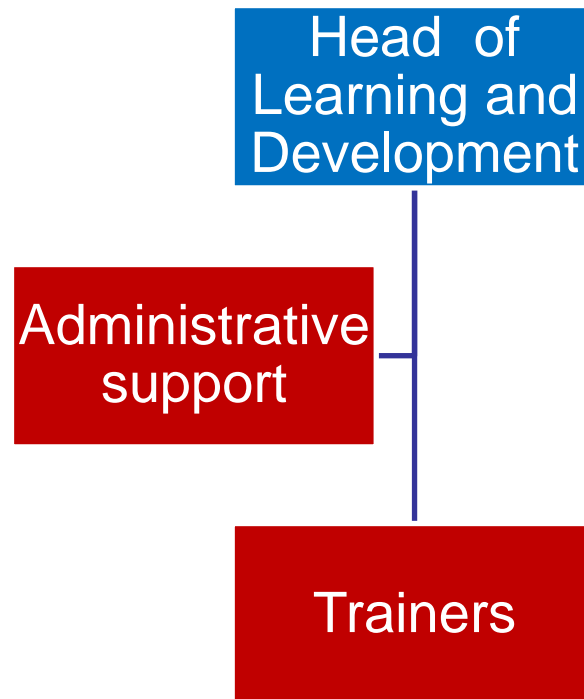 Head  of
Learning and
Development
Administrative
support
Trainers